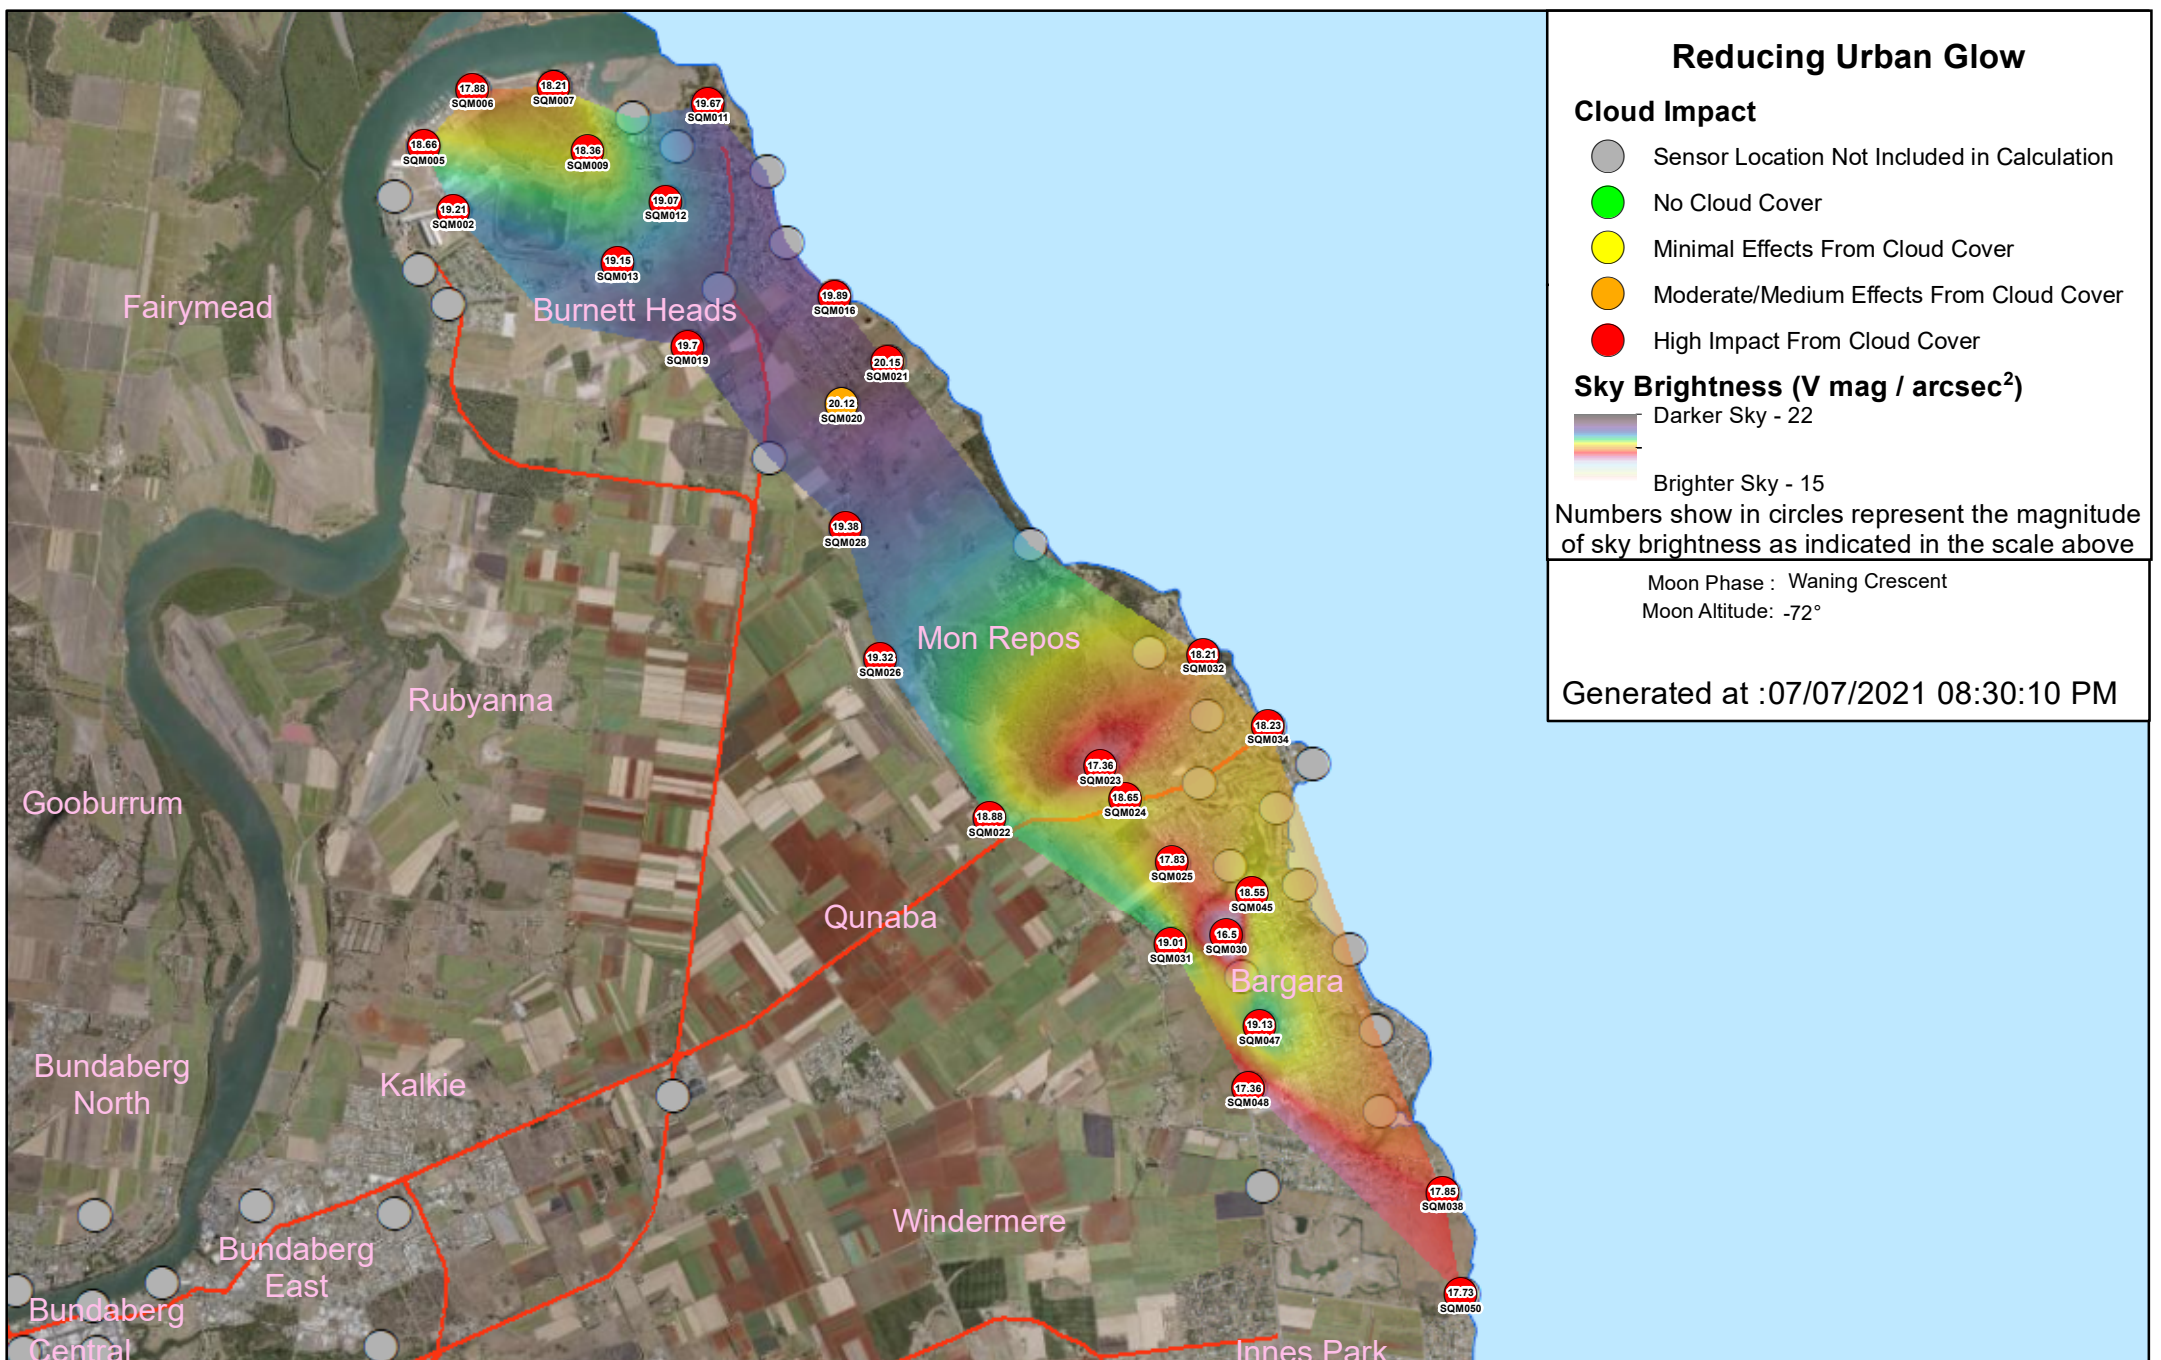 Reducing Urban Glow
Cloud Impact
Sensor Location Not Included in Calculation
No Cloud Cover
Minimal Effects From Cloud Cover
Moderate/Medium Effects From Cloud Cover
High Impact From Cloud Cover
Sky Brightness (V mag / arcsec²)
Darker Sky - 22
Brighter Sky - 15
Numbers show in circles represent the magnitude
of sky brightness as indicated in the scale above
Moon Phase : Waning Crescent
Moon Altitude: -72°
Generated at :07/07/2021 08:30:10 PM
17.88
SQM006
18.21
SQM007
19.67
SQM011
18.66
SQM005
18.36
SQM009
19.21
SQM002
19.07
SQM012
19.15
SQM013
Fairymead
Burnett Heads
19.89
SQM016
19.7
SQM019
20.15
SQM021
20.12
SQM020
19.38
SQM028
Mon Repos
19.32
SQM026
18.21
SQM032
Rubyanna
18.23
SQM034
17.36
SQM023
18.65
SQM024
Gooburrum
18.88
SQM022
17.83
SQM025
18.55
SQM045
Qunaba
16.5
SQM030
19.01
SQM031
Bargara
19.13
SQM047
Bundaberg
North
Kalkie
17.36
SQM048
17.85
SQM038
Windermere
Bundaberg
East
17.73
SQM050
Bundaberg
Central
Innes Park